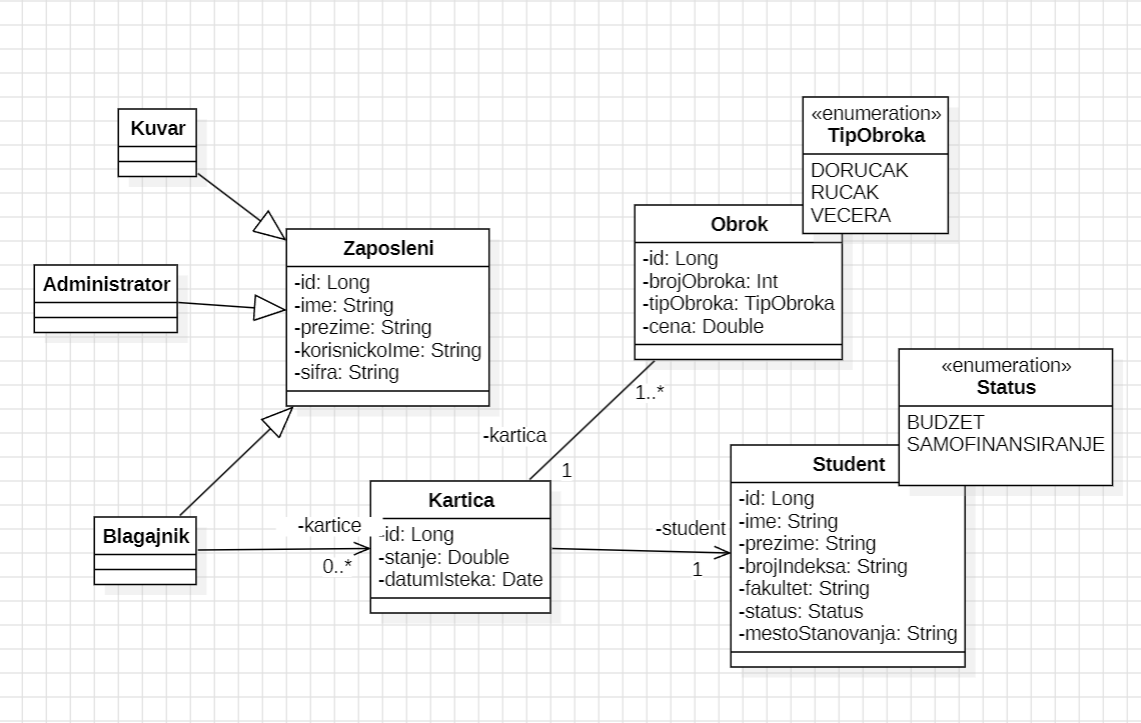 Kuvar
Administrator
Zaposleni
-id: Long
-ime: String
-prezime: String
-korisnickoIme: String
-sifra: String
Blagajnik
-kartice
0..*
Kartica
-id: Long
-stanje: Double
-datumIsteka: Date
-kartica
1
1..*
Obrok
-id: Long
-brojObroka: Int
-tipObroka: TipObroka
-cena: Double
«enumeration»
TipObroka
DORUCAK
RUCAK
VECERA
-student
1
Student
-id: Long
-ime: String
-prezime: String
-brojIndeksa: String
-fakultet: String
-status: Status
-mestoStanovanja: String
«enumeration»
Status
BUDZET
SAMOFINANSIRANJE